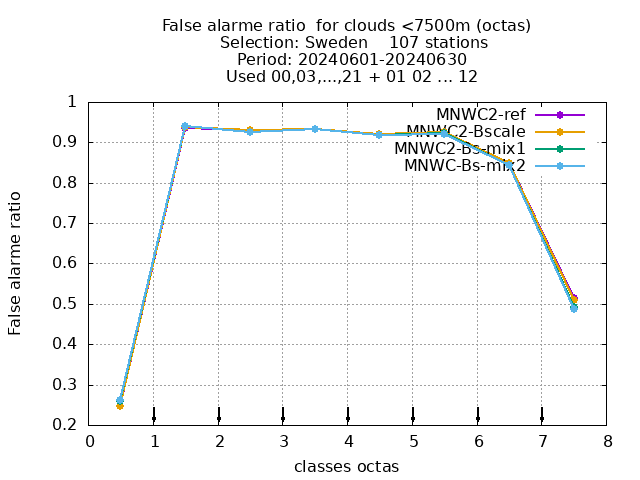 False alarme ratio  for clouds <7500m (octas)
Selection: Sweden    107 stations
Period: 20240601-20240630
Used 00,03,...,21 + 01 02 ... 12
MNWC2-ref
MNWC2-Bscale
MNWC2-Bs-mix1
MNWC-Bs-mix2
False alarme ratio
1
0.9
0.8
0.7
0.6
0.5
0.4
0.3
0.2
0 1 2 3 4 5 6 7 8
classes octas